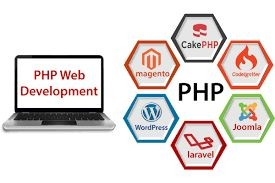 PHP Web
Development
CakePHP
magento
CodeIgniter
PHP
WordPress
Joomla
laravel